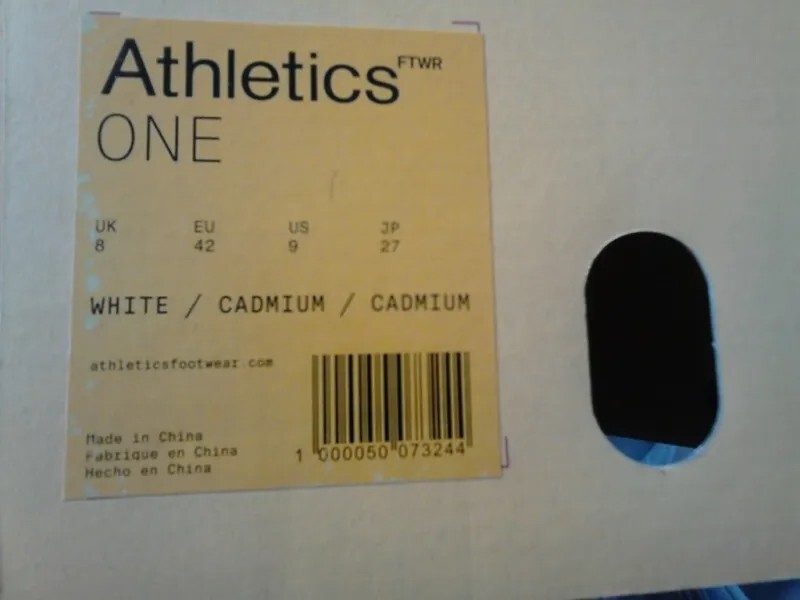 Athletics FTWR
ONE
UK EU US JP
8 42 9 27
WHITE / CADMIUM / CADMIUM
athleticsfootwear.com
Made in China
Fabrique en China
Hecho en China
1 000050 073244